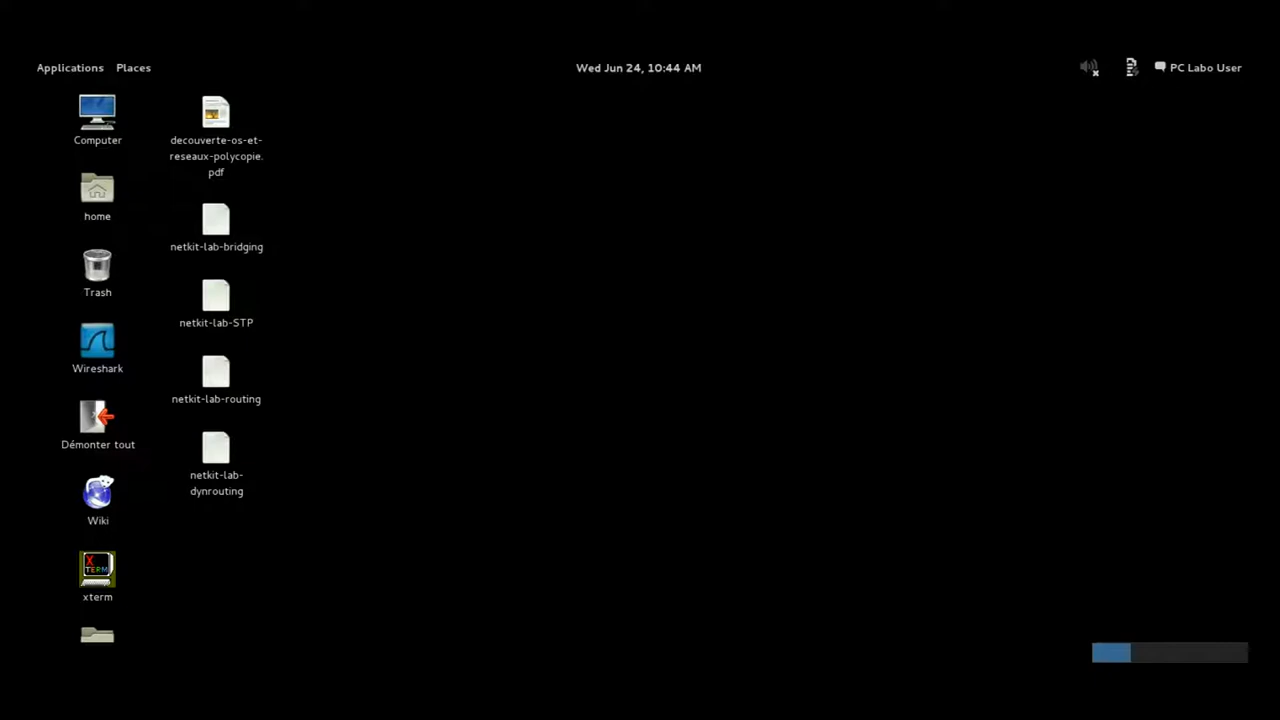 Applications Places Wed Jun 24, 10:44 AM PC Labo User
Computer
home
Trash
Wireshark
Démonter tout
Wiki
X
TERM
xterm
decouverte-os-et-
reseaux-polycopie.
pdf
netkit-lab-bridging
netkit-lab-STP
netkit-lab-routing
netkit-lab-
dynrouting